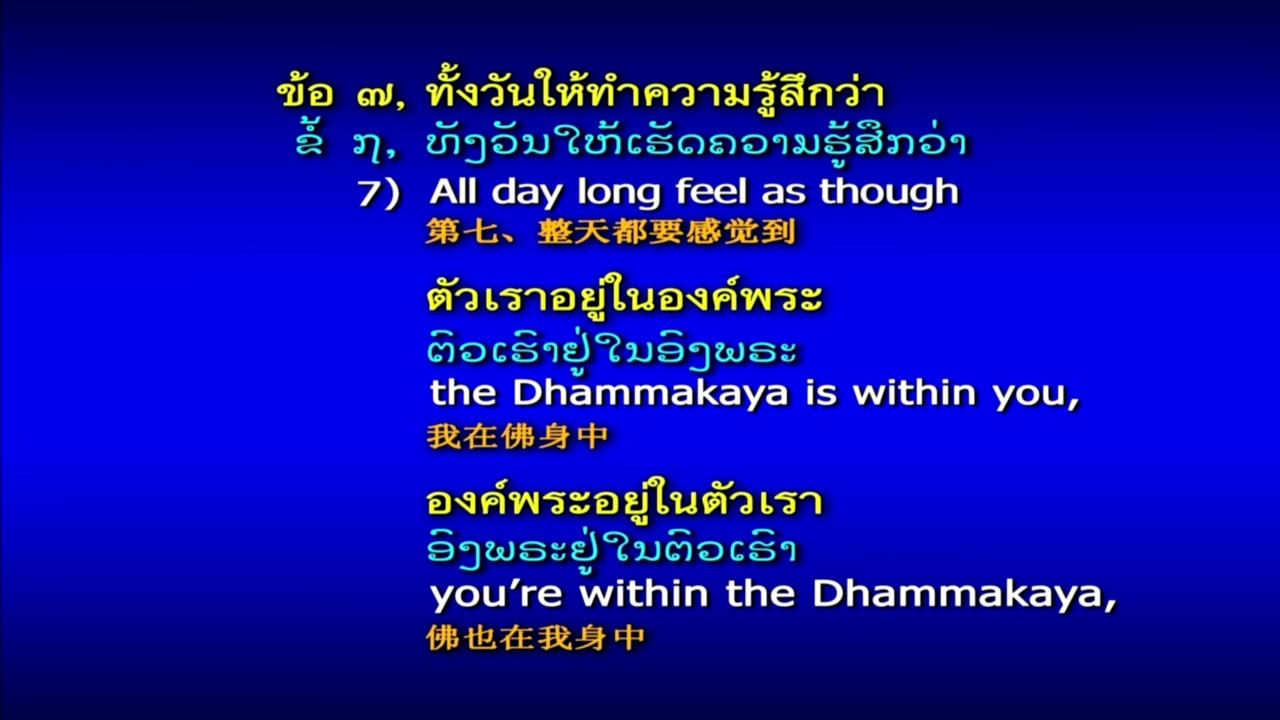 ข้อ ๗, ทั้งวันให้ทำความรู้สึกว่า
ຂໍ້ ໗, ທັງວັນໃຫ້ເຮັດຄວາມຮູ້ສຶກວ່າ
7) All day long feel as though
第七、整天都要感觉到
ตัวเราอยู่ในองค์พระ
ຕົວເຮົາຢູ່ໃນອົງພຣະ
the Dhammakaya is within you,
我在佛身中
องค์พระอยู่ในตัวเรา
ອົງພຣະຢູ່ໃນຕົວເຮົາ
you’re within the Dhammakaya,
佛也在我身中